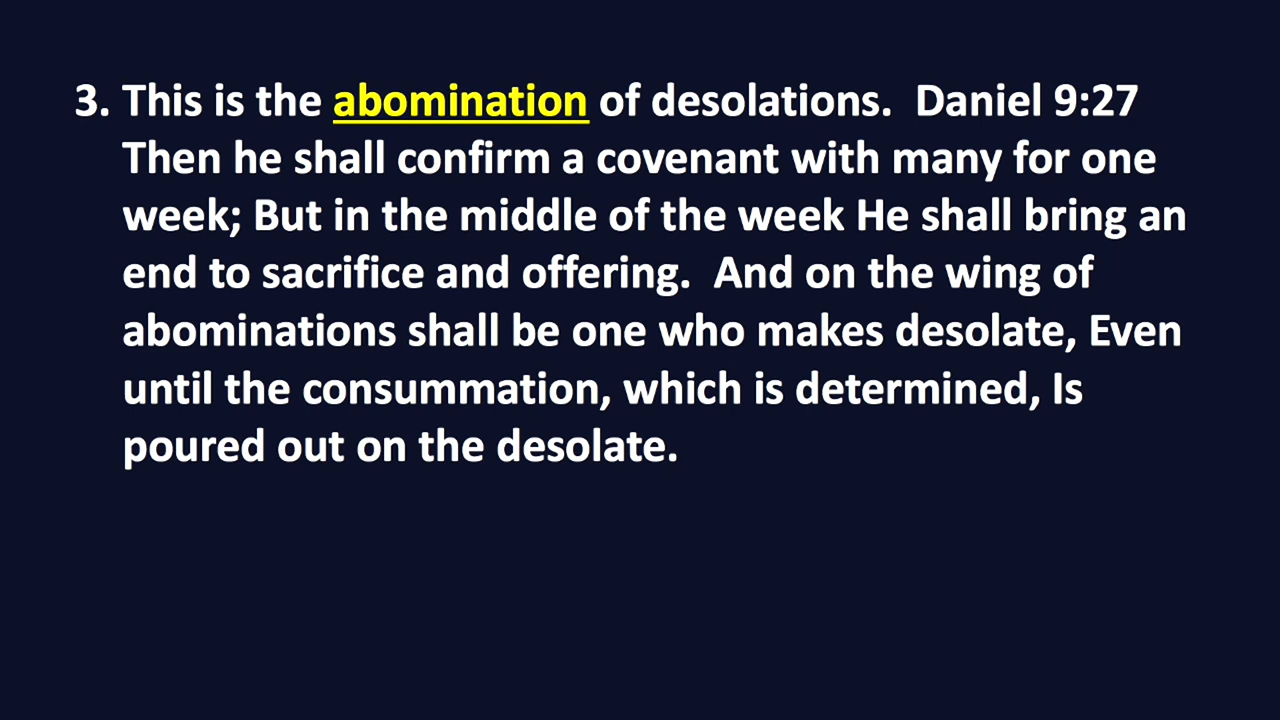 3. This is the abomination of desolations.  Daniel 9:27
Then he shall confirm a covenant with many for one
week; But in the middle of the week He shall bring an
end to sacrifice and offering.  And on the wing of
abominations shall be one who makes desolate, Even
until the consummation, which is determined, Is
poured out on the desolate.